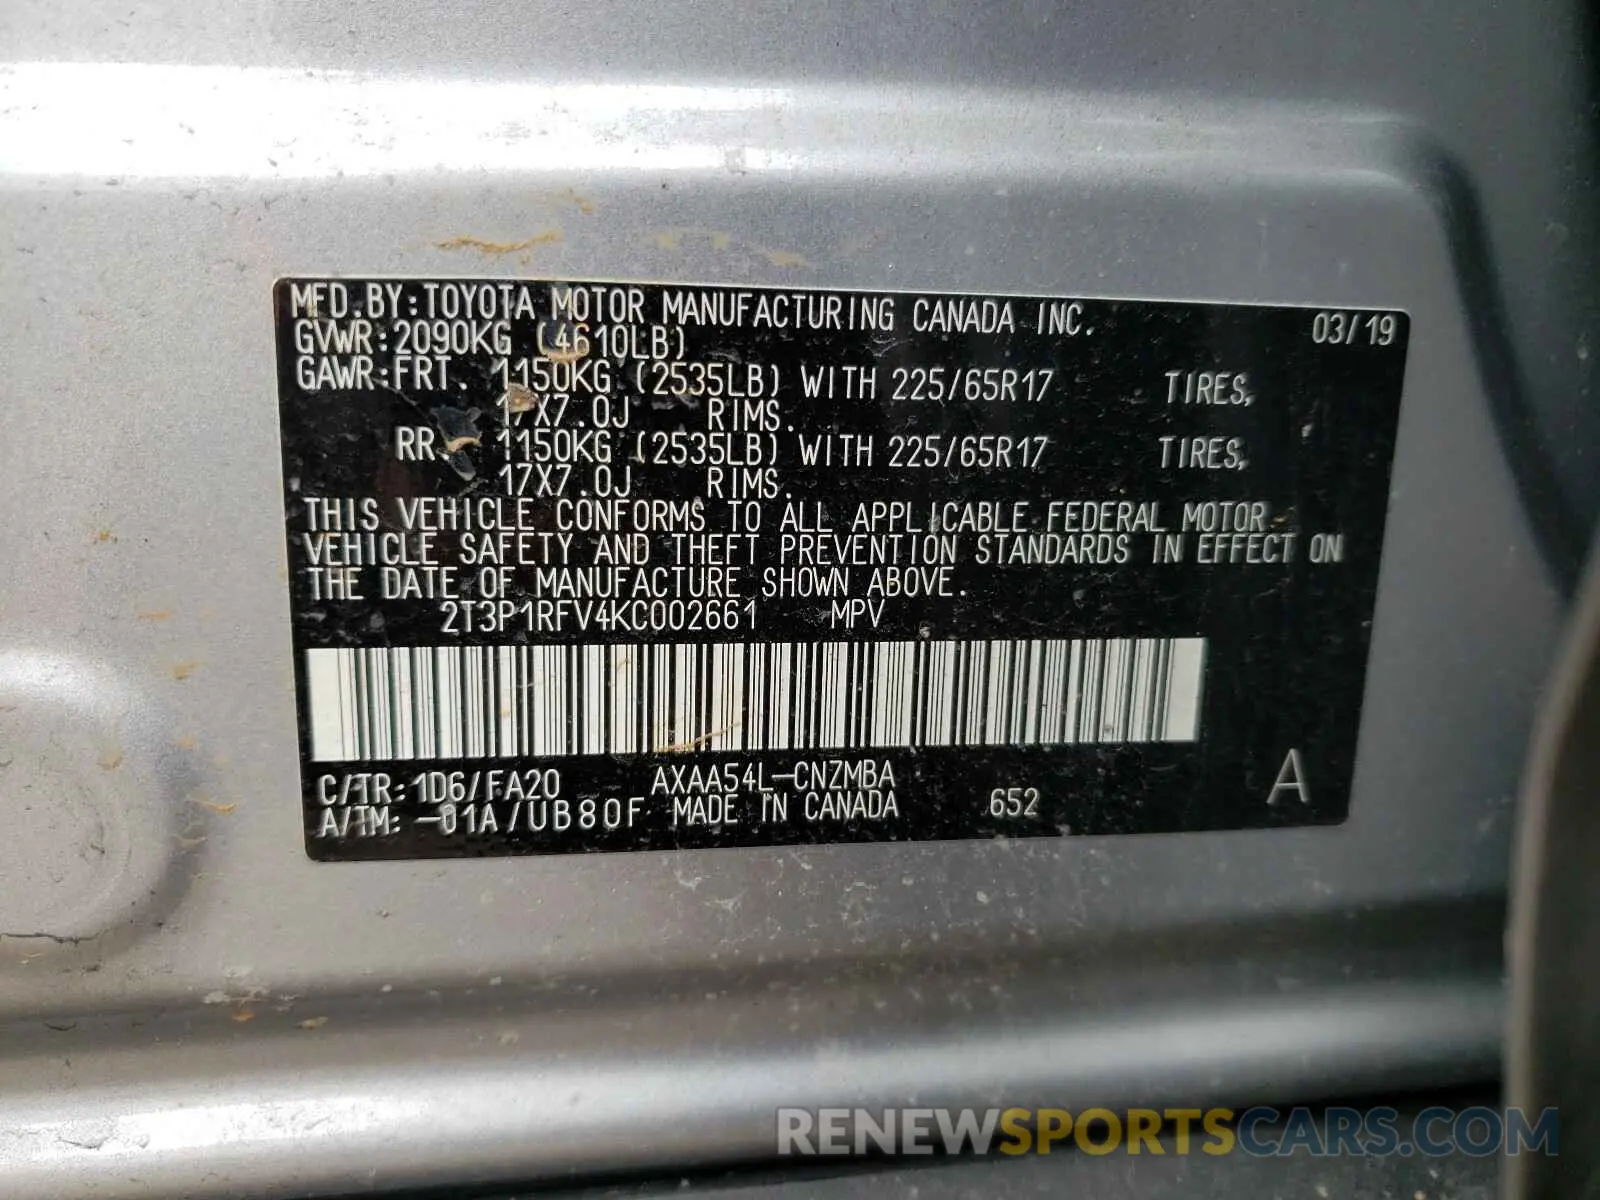 MFD.BY:TOYOTA MOTOR MANUFACTURING CANADA INC. 03/19
GVWR:2090KG (4610LB)
GAWR:FRT. 1150KG (2535LB) WITH 225/65R17 TIRES,
17X7.0J RIMS.
RR. 1150KG (2535LB) WITH 225/65R17 TIRES,
17X7.0J RIMS.
THIS VEHICLE CONFORMS TO ALL APPLICABLE FEDERAL MOTOR
VEHICLE SAFETY AND THEFT PREVENTION STANDARDS IN EFFECT ON
THE DATE OF MANUFACTURE SHOWN ABOVE.
2T3P1RFV4KC002661 MPV
C/TR:1D6/FA20 AXAA54L-CNZMBA A
A/TM: -01A/UB80F MADE IN CANADA 652
RENEWSPORTSCARS.COM